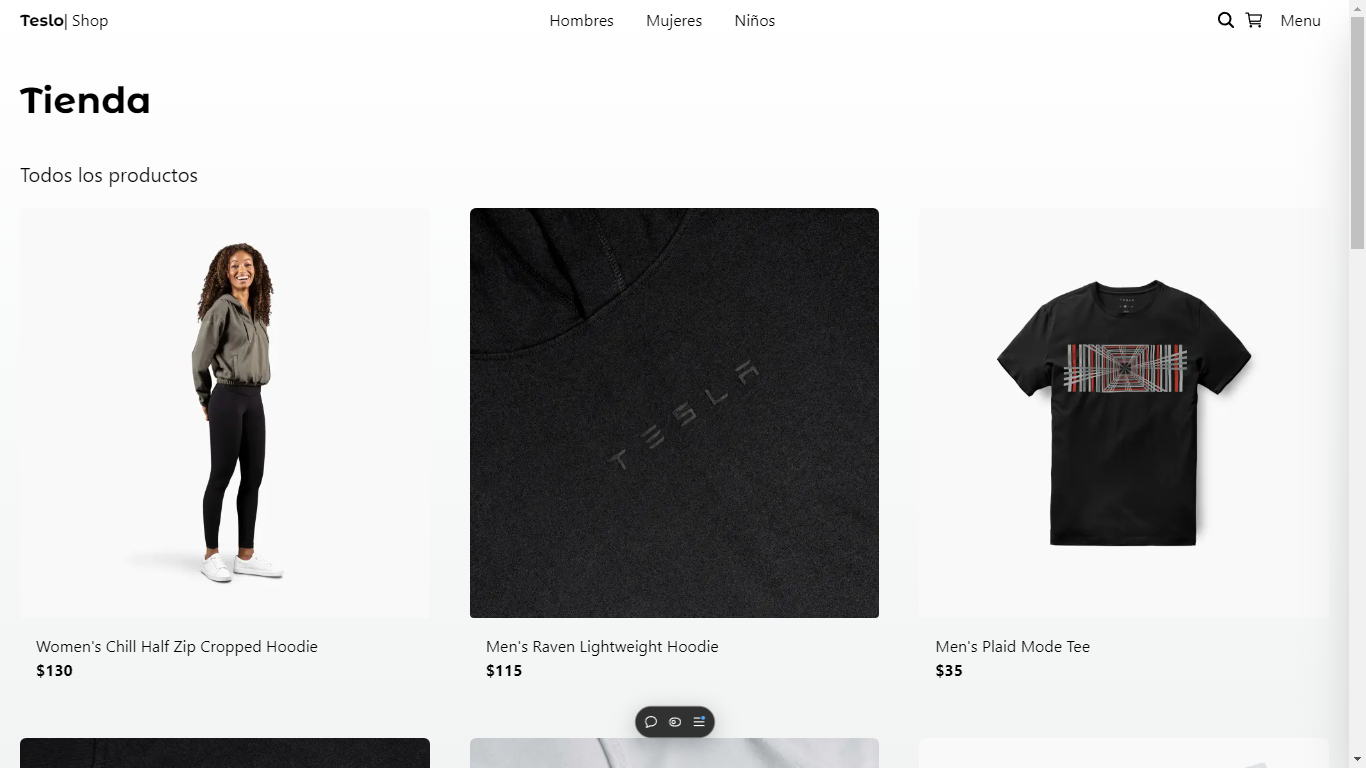 Teslo| Shop
Hombres
Mujeres
Niños
Menu
Tienda
Todos los productos
TESLA
Women's Chill Half Zip Cropped Hoodie
$130
Men's Raven Lightweight Hoodie
$115
Men's Plaid Mode Tee
$35